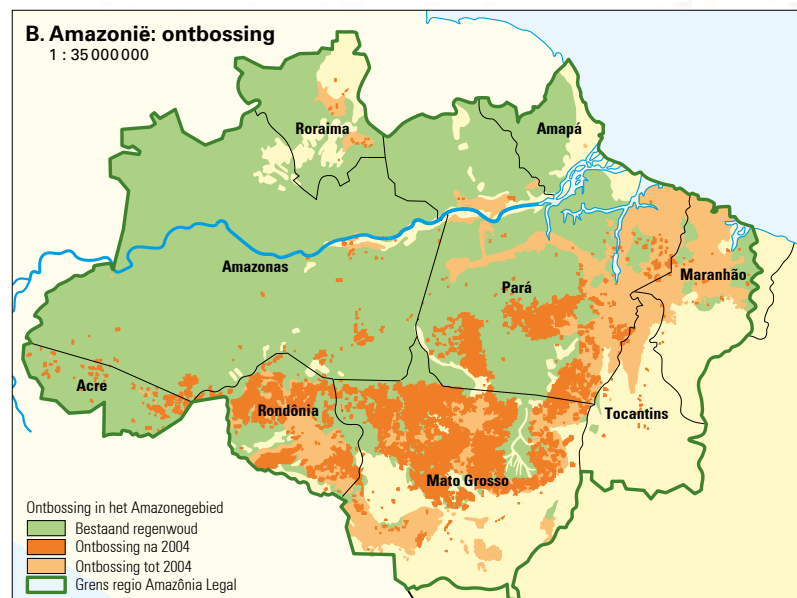 B. Amazonië: ontbossing
1 : 35 000 000
Roraima
Amapá
Amazonas
Pará
Maranhão
Acre
Rondônia
Tocantins
Mato Grosso
Ontbossing in het Amazonegebied
Bestaand regenwoud
Ontbossing na 2004
Ontbossing tot 2004
Grens regio Amazônia Legal